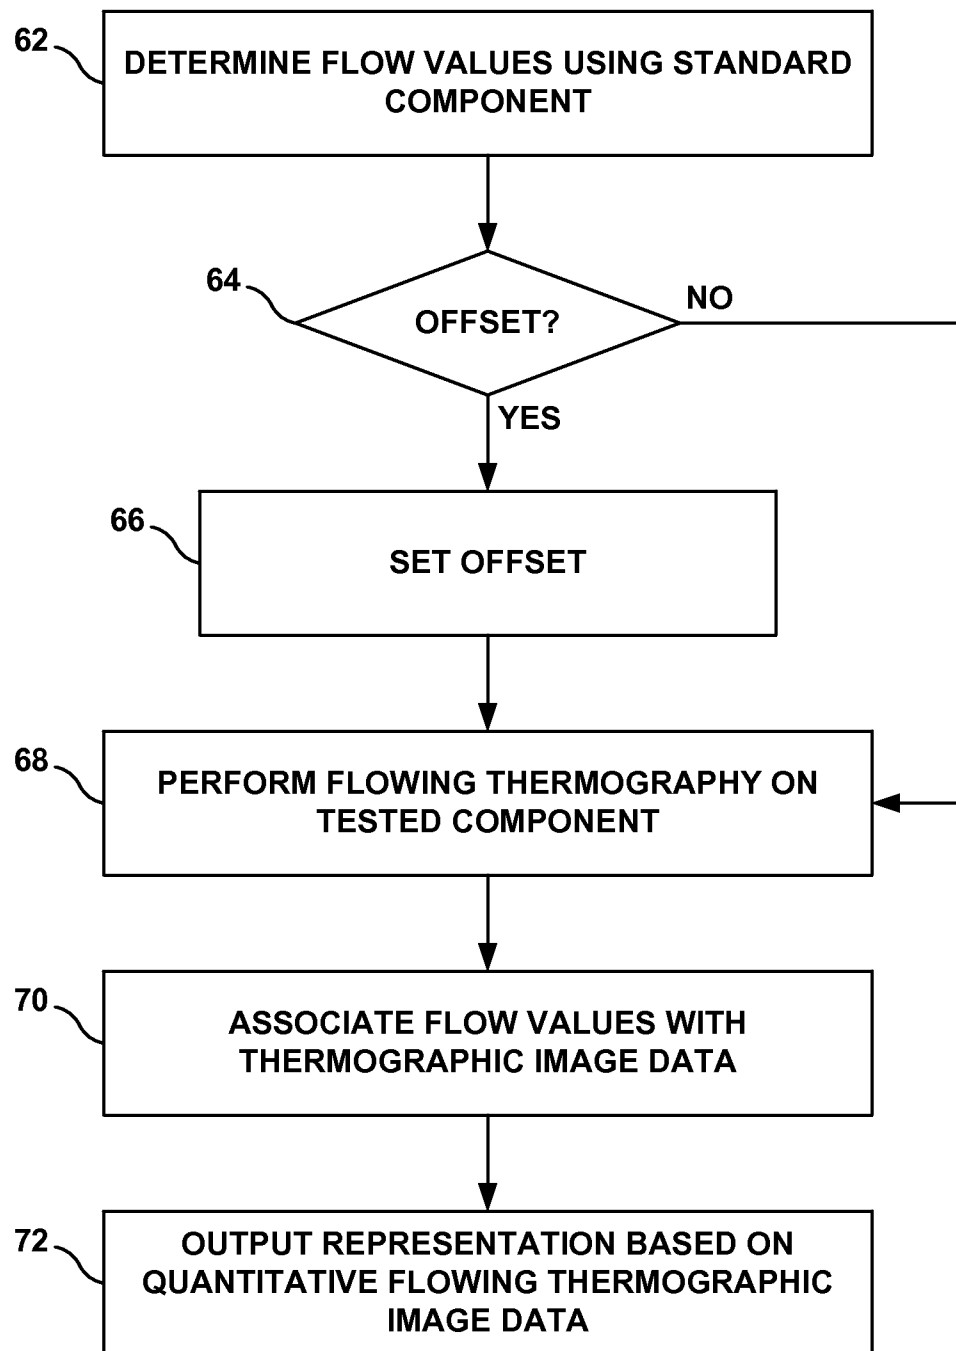 62
DETERMINE FLOW VALUES USING STANDARD
COMPONENT
64
OFFSET?
NO
YES
66
SET OFFSET
68
PERFORM FLOWING THERMOGRAPHY ON
TESTED COMPONENT
70
ASSOCIATE FLOW VALUES WITH
THERMOGRAPHIC IMAGE DATA
72
OUTPUT REPRESENTATION BASED ON
QUANTITATIVE FLOWING THERMOGRAPHIC
IMAGE DATA